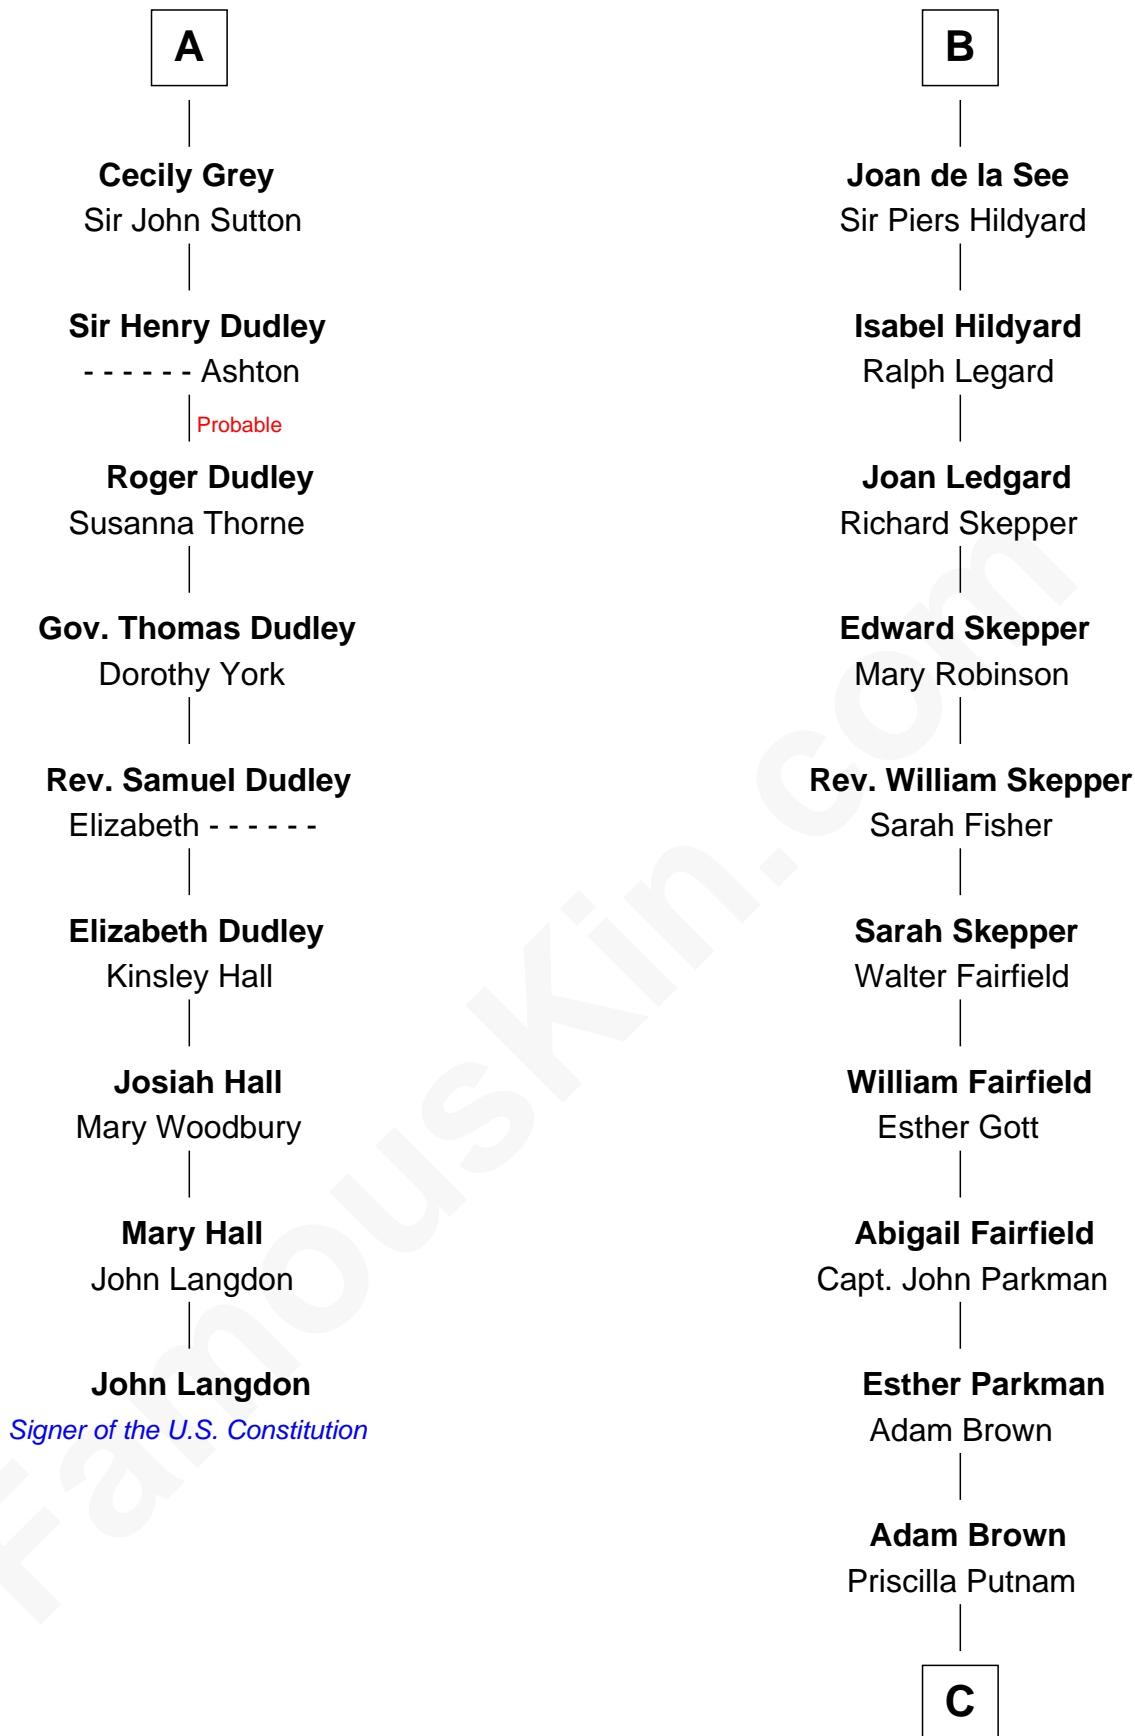 A
Cecily Grey
Sir John Sutton
Sir Henry Dudley
- - - - - - Ashton
Probable
Roger Dudley
Susanna Thorne
Gov. Thomas Dudley
Dorothy York
Rev. Samuel Dudley
Elizabeth - - - - - -
Elizabeth Dudley
Kinsley Hall
Josiah Hall
Mary Woodbury
Mary Hall
John Langdon
John Langdon
Signer of the U.S. Constitution
B
Joan de la See
Sir Piers Hildyard
Isabel Hildyard
Ralph Legard
Joan Ledgard
Richard Skepper
Edward Skepper
Mary Robinson
Rev. William Skepper
Sarah Fisher
Sarah Skepper
Walter Fairfield
William Fairfield
Esther Gott
Abigail Fairfield
Capt. John Parkman
Esther Parkman
Adam Brown
Adam Brown
Priscilla Putnam
C
FamousKin.com